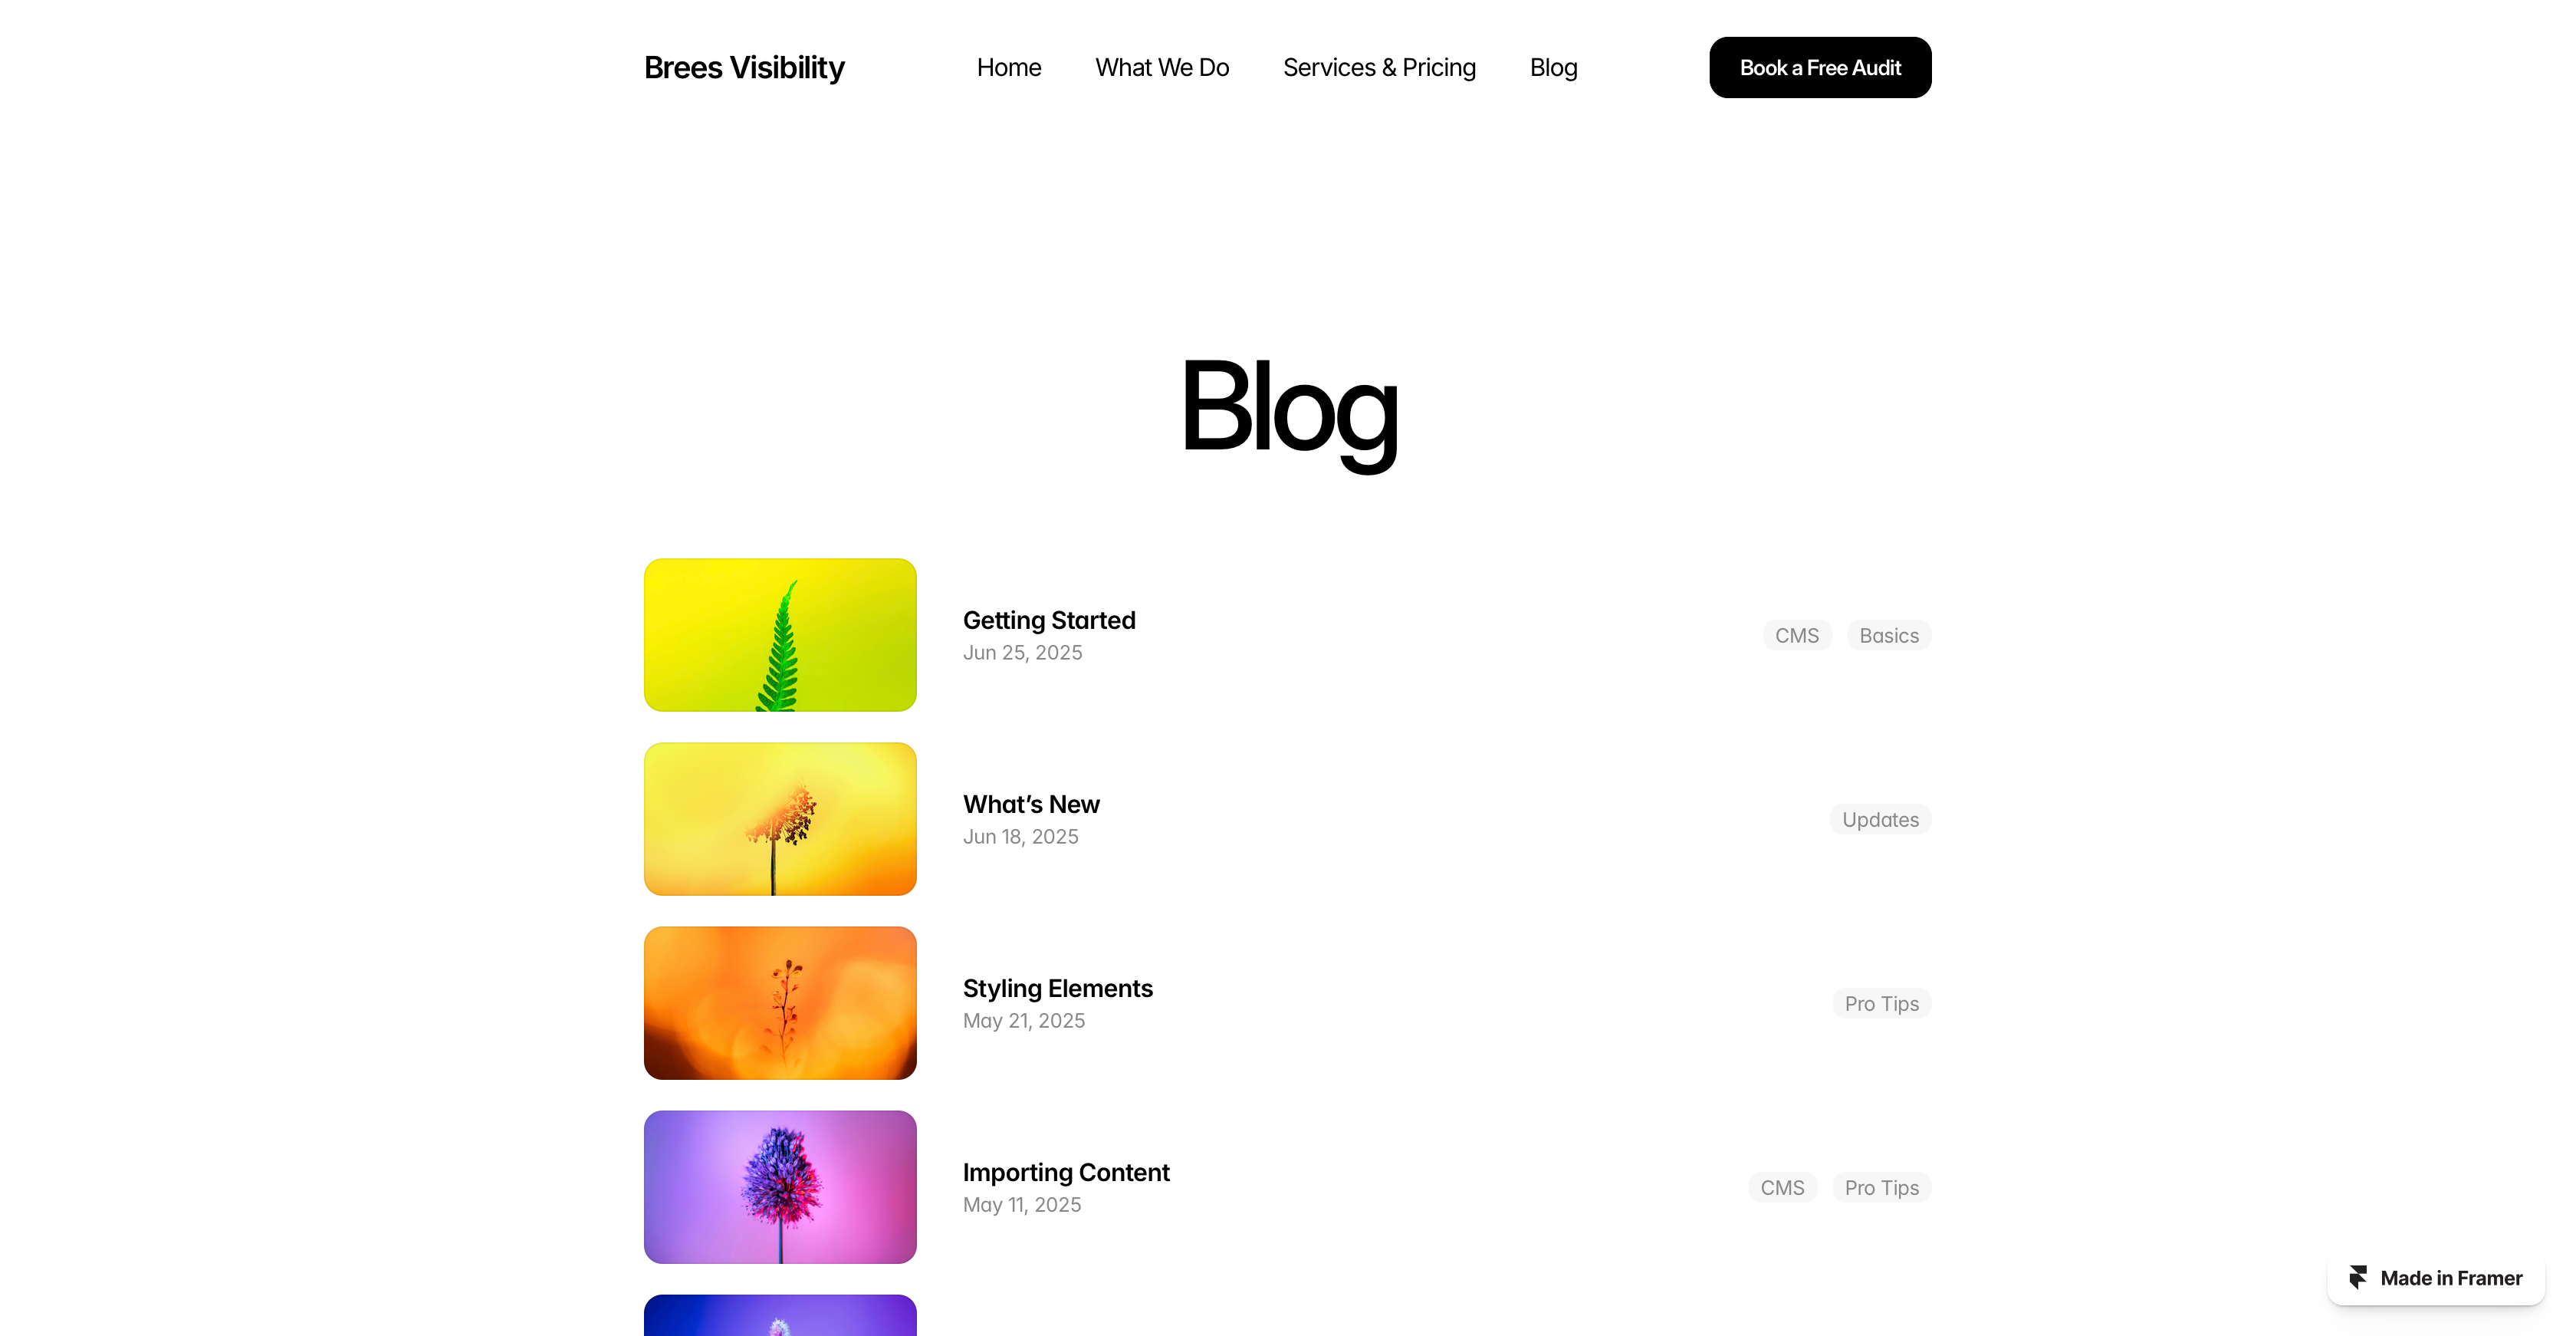 Brees Visibility
Home
What We Do
Services & Pricing
Blog
Book a Free Audit
Blog
Getting Started
Jun 25, 2025
CMS
Basics
What’s New
Jun 18, 2025
Updates
Styling Elements
May 21, 2025
Pro Tips
Importing Content
May 11, 2025
CMS
Pro Tips
Made in Framer